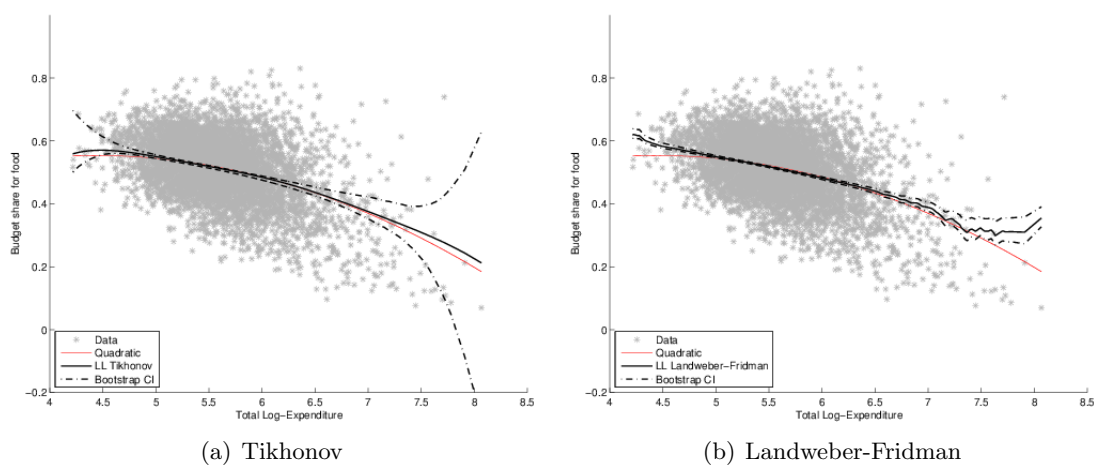 Budget share for food
0.8
0.6
0.4
0.2
0
−0.2
Data
Quadratic
LL Tikhonov
Bootstrap CI
4 4.5 5 5.5 6 6.5 7 7.5 8 8.5
Total Log−Expenditure
(a) Tikhonov
Budget share for food
0.8
0.6
0.4
0.2
0
−0.2
Data
Quadratic
LL Landweber−Fridman
Bootstrap CI
4 4.5 5 5.5 6 6.5 7 7.5 8 8.5
Total Log−Expenditure
(b) Landweber-Fridman